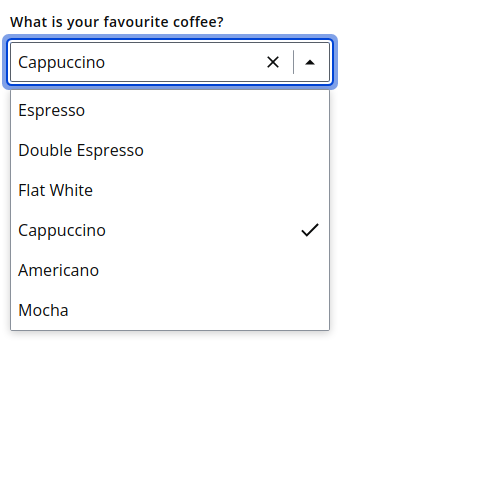 What is your favourite coffee?
Cappuccino
Espresso
Double Espresso
Flat White
Cappuccino
Americano
Mocha